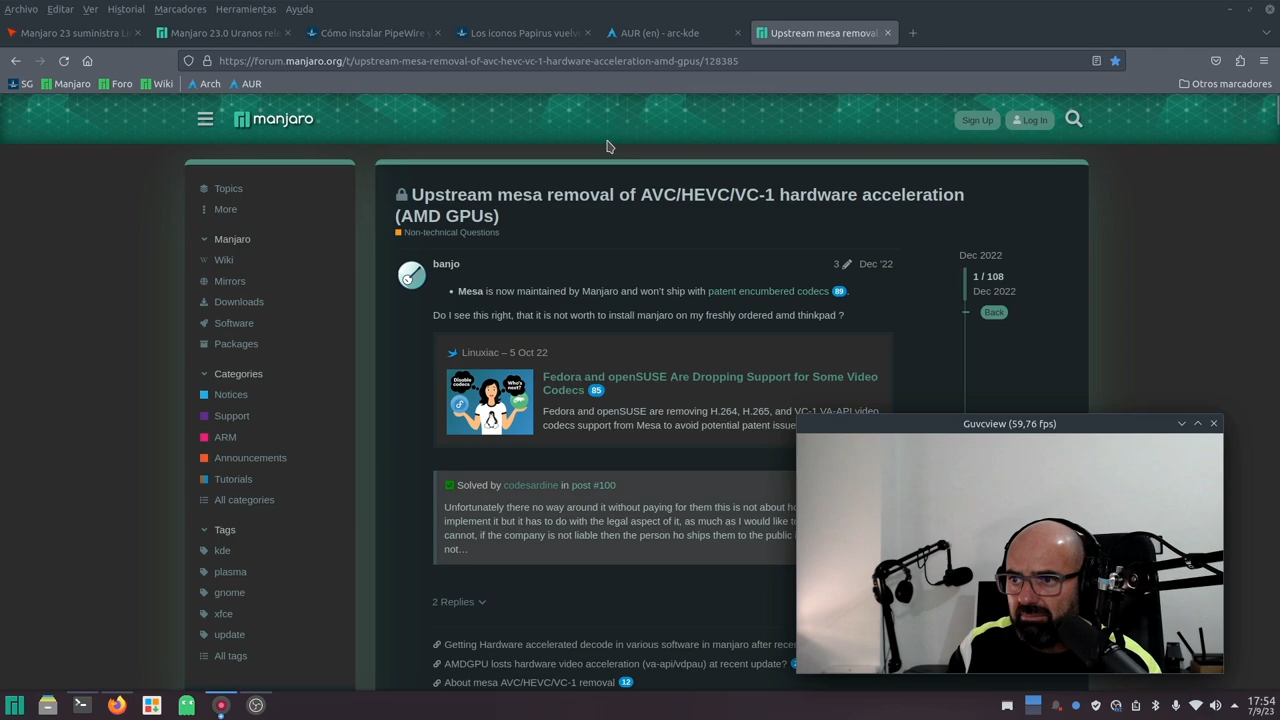 Archivo Editar Ver Historial Marcadores Herramientas Ayuda
Manjaro 23 suministra Li
Manjaro 23.0 Uranos rele
Cómo instalar PipeWire y
Los iconos Papirus vuelv
AUR (en) - arc-kde
Upstream mesa removal
https://forum.manjaro.org/t/upstream-mesa-removal-of-avc-hevc-vc-1-hardware-acceleration-amd-gpus/128385
SG Manjaro Foro Wiki Arch AUR Otros marcadores
manjaro
Sign Up
Log In
Topics
More
Manjaro
Wiki
Mirrors
Downloads
Software
Packages
Categories
Notices
Support
ARM
Announcements
Tutorials
All categories
Tags
kde
plasma
gnome
xfce
update
All tags
Upstream mesa removal of AVC/HEVC/VC-1 hardware acceleration
(AMD GPUs)
Non-technical Questions
banjo
3 Dec '22
• Mesa is now maintained by Manjaro and won't ship with patent encumbered codecs 89.
Do I see this right, that it is not worth to install manjaro on my freshly ordered amd thinkpad ?
Linuxiac – 5 Oct 22
Disable codecs
Who's next?
Fedora and openSUSE Are Dropping Support for Some Video
Codecs 85
Fedora and openSUSE are removing H.264, H.265, and VC-1 VA-API video
codecs support from Mesa to avoid potential patent issue
Solved by codesardine in post #100
Unfortunately there no way around it without paying for them this is not about ho
implement it but it has to do with the legal aspect of it, as much as I would like to
cannot, if the company is not liable then the person ho ships them to the public i
not…
2 Replies
Getting Hardware accelerated decode in various software in manjaro after rece
AMDGPU losts hardware video acceleration (va-api/vdpau) at recent update?
About mesa AVC/HEVC/VC-1 removal 12
Dec 2022
1 / 108
Dec 2022
Back
Guvcview (59,76 fps)
17:54
7/9/23